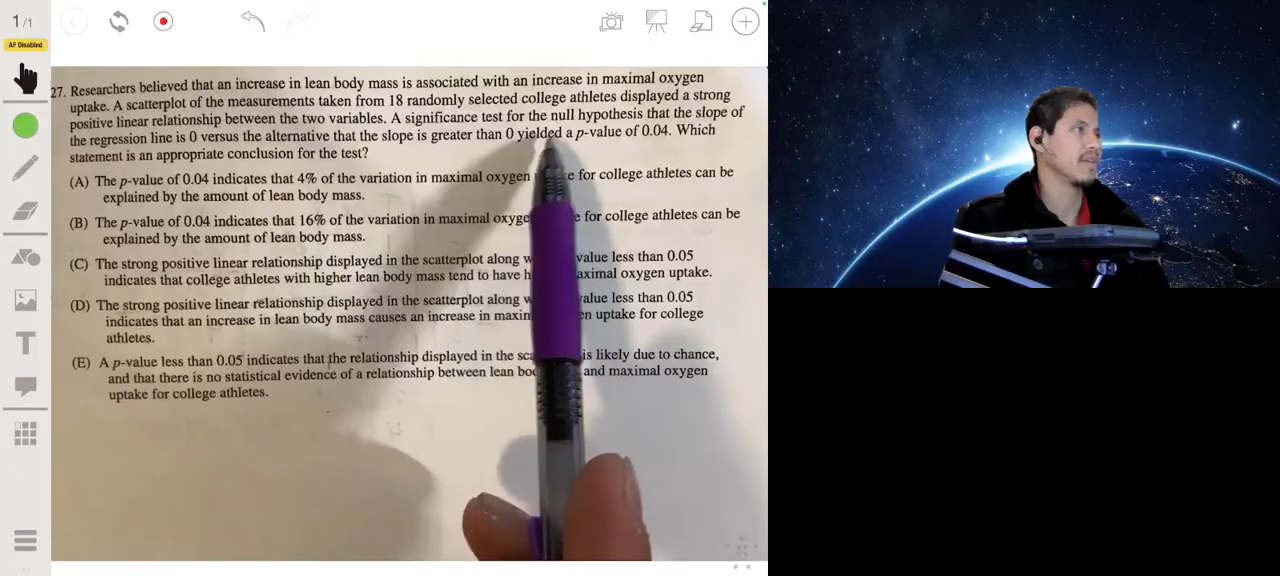 1/1
AF Disabled
27. Researchers believed that an increase in lean body mass is associated with an increase in maximal oxygen
uptake. A scatterplot of the measurements taken from 18 randomly selected college athletes displayed a strong
positive linear relationship between the two variables. A significance test for the null hypothesis that the slope of
the regression line is 0 versus the alternative that the slope is greater than 0 yielded a p-value of 0.04. Which
statement is an appropriate conclusion for the test?
(A) The p-value of 0.04 indicates that 4% of the variation in maximal oxygen for college athletes can be
explained by the amount of lean body mass.
(B) The p-value of 0.04 indicates that 16% of the variation in maximal for college athletes can be
explained by the amount of lean body mass.
(C) The strong positive linear relationship displayed in the scatterplot along value less than 0.05
indicates that college athletes with higher lean body mass tend to have oxygen uptake.
(D) The strong positive linear relationship displayed in the scatterplot along value less than 0.05
indicates that an increase in lean body mass causes an increase in uptake for college
athletes.
(E) A p-value less than 0.05 indicates that the relationship displayed in the is likely due to chance,
and that there is no statistical evidence of a relationship between lean and maximal oxygen
uptake for college athletes.
T